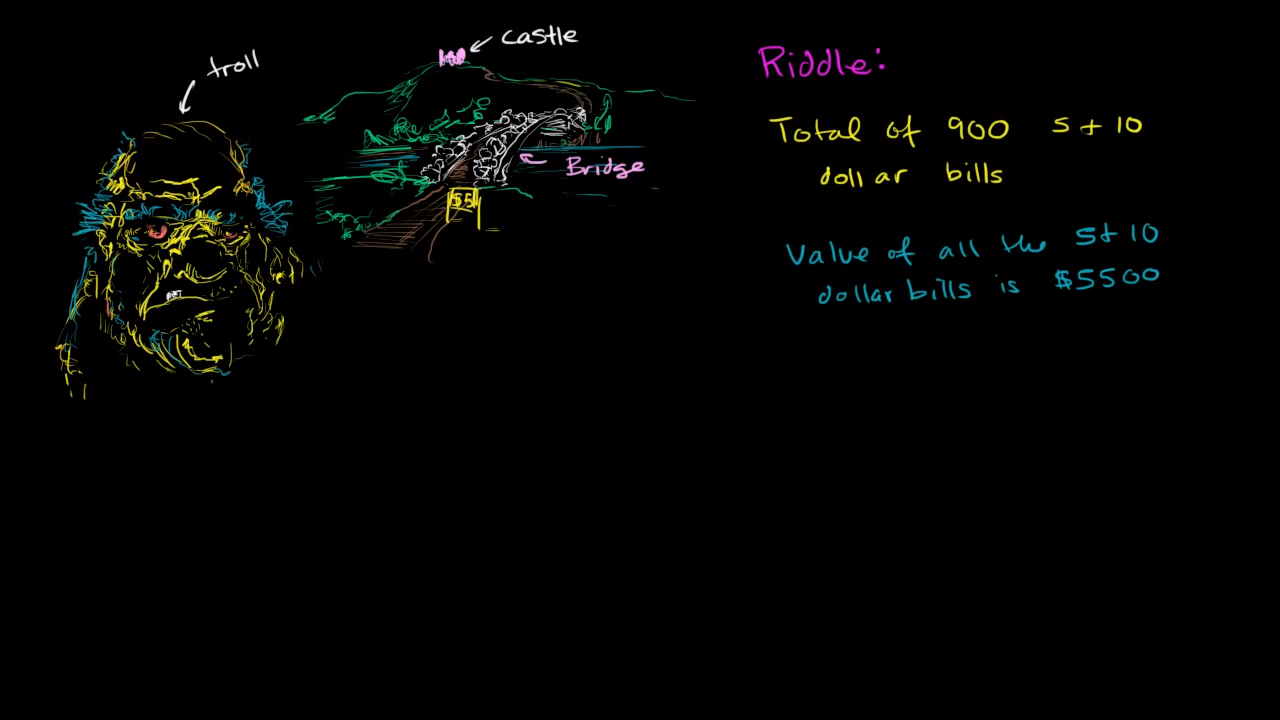 troll
castle
Bridge
$5
Riddle:
Total of 900 5 + 10
dollar bills
Value of all the 5+ 10
dollar bills is $5500